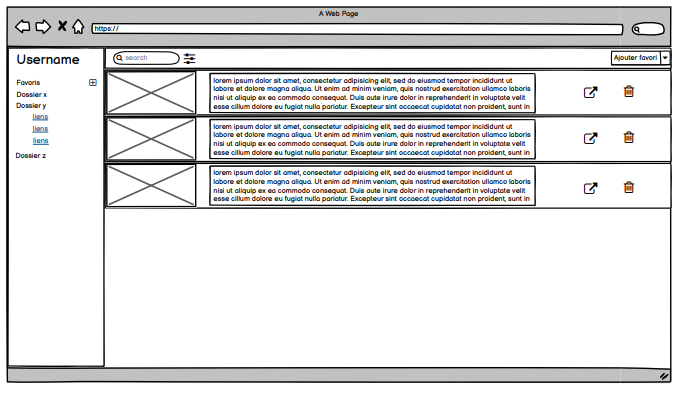 A Web Page
https://
Username
search
Ajouter favori
Favoris
Dossier x
Dossier y
liens
liens
liens
Dossier z
lorem ipsum dolor sit amet, consectetur adipisicing elit, sed do eiusmod tempor incididunt ut
labore et dolore magna aliqua. Ut enim ad minim veniam, quis nostrud exercitation ullamco laboris
nisi ut aliquip ex ea commodo consequat. Duis aute irure dolor in reprehenderit in voluptate velit
esse cillum dolore eu fugiat nulla pariatur. Excepteur sint occaecat cupidatat non proident, sunt in
lorem ipsum dolor sit amet, consectetur adipisicing elit, sed do eiusmod tempor incididunt ut
labore et dolore magna aliqua. Ut enim ad minim veniam, quis nostrud exercitation ullamco laboris
nisi ut aliquip ex ea commodo consequat. Duis aute irure dolor in reprehenderit in voluptate velit
esse cillum dolore eu fugiat nulla pariatur. Excepteur sint occaecat cupidatat non proident, sunt in
lorem ipsum dolor sit amet, consectetur adipisicing elit, sed do eiusmod tempor incididunt ut
labore et dolore magna aliqua. Ut enim ad minim veniam, quis nostrud exercitation ullamco laboris
nisi ut aliquip ex ea commodo consequat. Duis aute irure dolor in reprehenderit in voluptate velit
esse cillum dolore eu fugiat nulla pariatur. Excepteur sint occaecat cupidatat non proident, sunt in